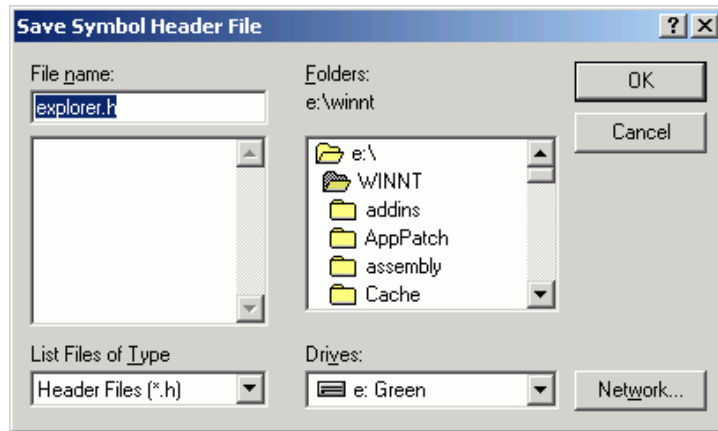 Save Symbol Header File
File name:
explorer.h
List Files of Type
Header Files (*.h)
Folders:
e:\winnt
e:\
WINNT
addins
AppPatch
assembly
Cache
Drives:
e: Green
OK
Cancel
Network...